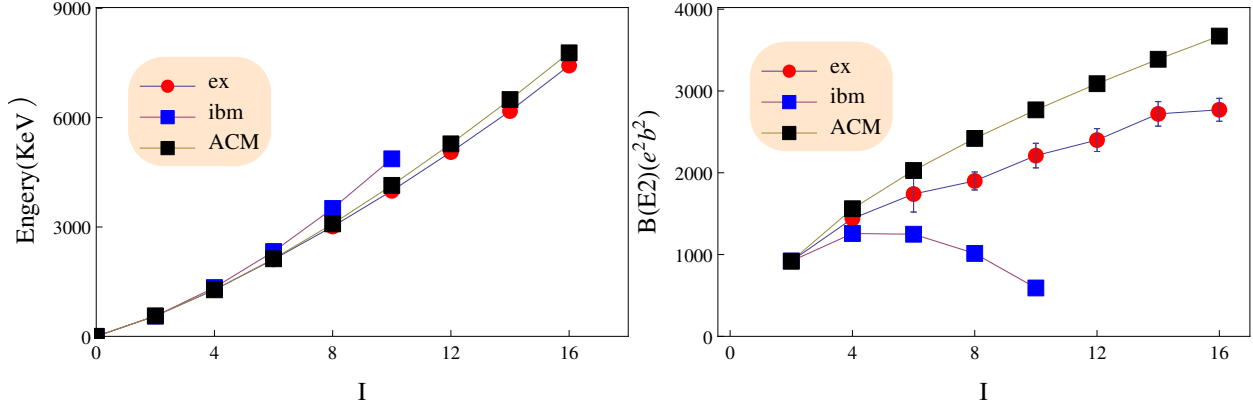 9000
6000
3000
0
Engery(KeV)
ex
ibm
ACM
0
4
8
12
16
I
4000
3000
2000
1000
0
B(E2)(e²b²)
ex
ibm
ACM
0
4
8
12
16
I